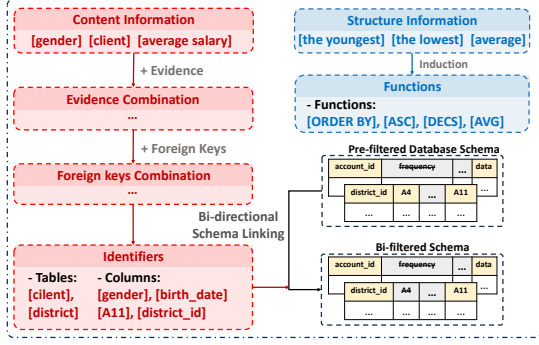 Content Information
[gender] [client] [average salary]
+ Evidence
Evidence Combination
...
+ Foreign Keys
Foreign keys Combination
...
Bi-directional
Schema Linking
Identifiers
- Tables:
[cilent],
[district]
- Columns:
[gender], [birth_date]
[A11], [district_id]
Structure Information
[the youngest] [the lowest] [average]
Induction
Functions
- Functions:
[ORDER BY], [ASC], [DECS], [AVG]
Pre-filtered Database Schema
account_id frequency ... data
district_id A4 ... A11 ...
... ... ... ...
Bi-filtered Schema
account_id frequency ... data
district_id A4 ... A11 ...
... ... ... ...